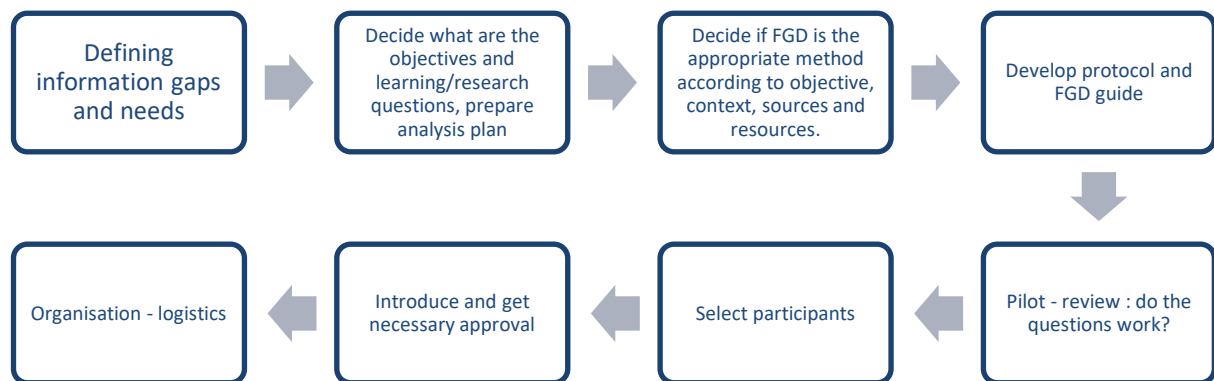 Defining
information gaps
and needs
Decide what are the
objectives and
learning/research
questions, prepare
analysis plan
Decide if FGD is the
appropriate method
according to objective,
context, sources and
resources.
Develop protocol and
FGD guide
Pilot - review : do the
questions work?
Select participants
Introduce and get
necessary approval
Organisation - logistics